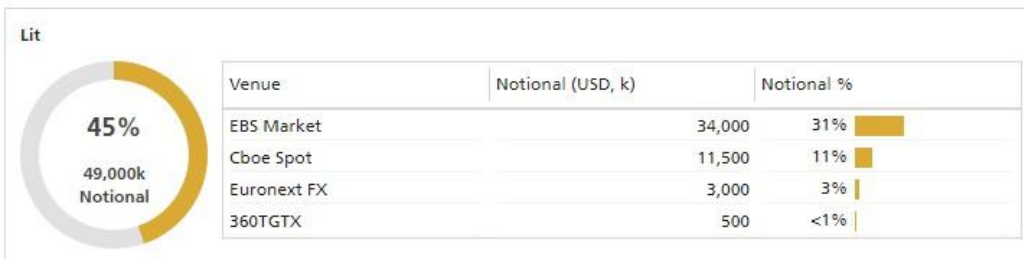 Lit
45%
49,000k
Notional
Venue Notional (USD, k) Notional %
EBS Market 34,000 31%
Cboe Spot 11,500 11%
Euronext FX 3,000 3%
360TGTX 500 <1%